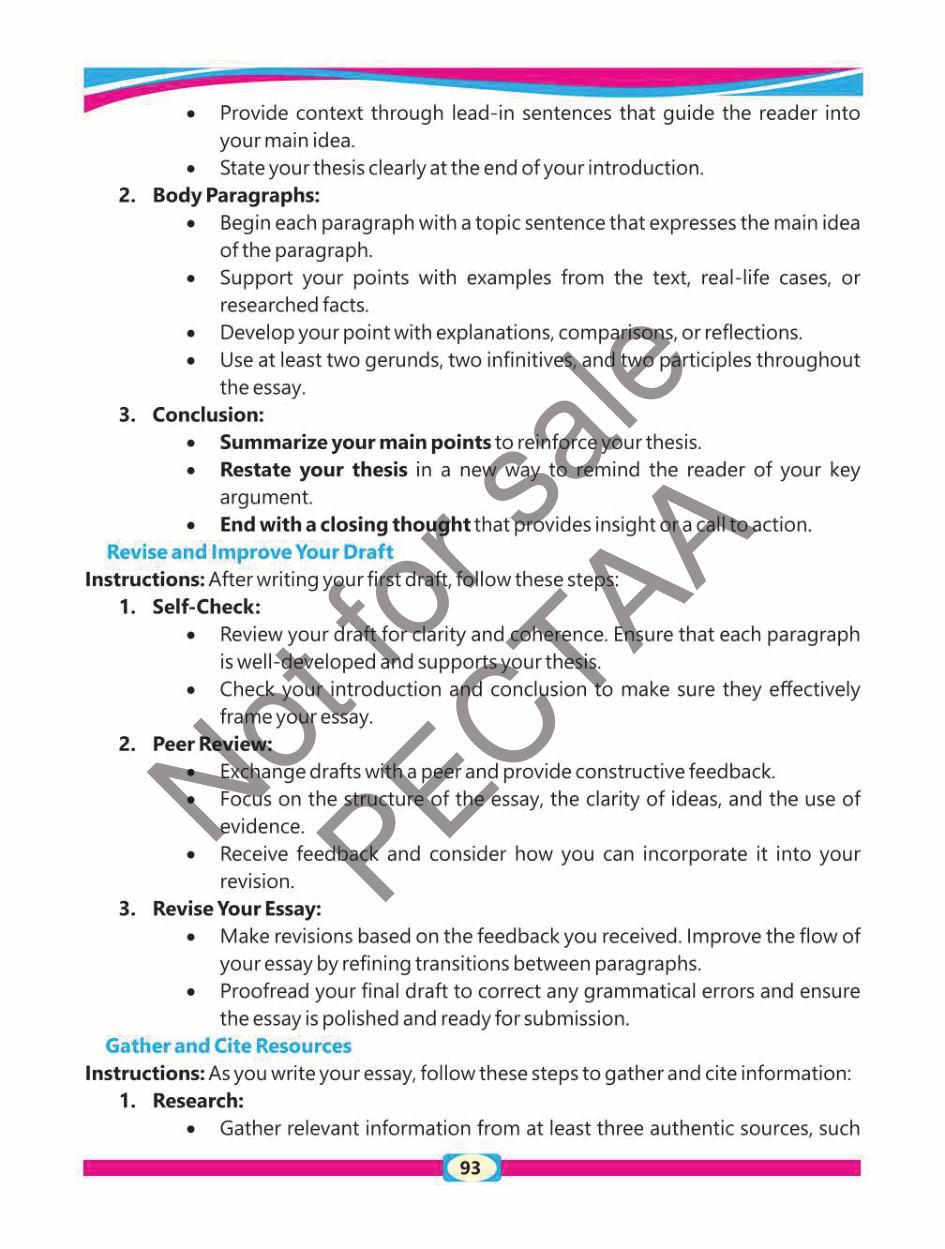 • Provide context through lead-in sentences that guide the reader into
your main idea.
• State your thesis clearly at the end of your introduction.
2. Body Paragraphs:
• Begin each paragraph with a topic sentence that expresses the main idea
of the paragraph.
• Support your points with examples from the text, real-life cases, or
researched facts.
• Develop your point with explanations, comparisons, or reflections.
• Use at least two gerunds, two infinitives, and two participles throughout
the essay.
3. Conclusion:
• Summarize your main points to reinforce your thesis.
• Restate your thesis in a new way to remind the reader of your key
argument.
• End with a closing thought that provides insight or a call to action.
Revise and Improve Your Draft
Instructions: After writing your first draft, follow these steps:
1. Self-Check:
• Review your draft for clarity and coherence. Ensure that each paragraph
is well-developed and supports your thesis.
• Check your introduction and conclusion to make sure they effectively
frame your essay.
2. Peer Review:
• Exchange drafts with a peer and provide constructive feedback.
• Focus on the structure of the essay, the clarity of ideas, and the use of
evidence.
• Receive feedback and consider how you can incorporate it into your
revision.
3. Revise Your Essay:
• Make revisions based on the feedback you received. Improve the flow of
your essay by refining transitions between paragraphs.
• Proofread your final draft to correct any grammatical errors and ensure
the essay is polished and ready for submission.
Gather and Cite Resources
Instructions: As you write your essay, follow these steps to gather and cite information:
1. Research:
• Gather relevant information from at least three authentic sources, such
93
Not for sale
PECTAA